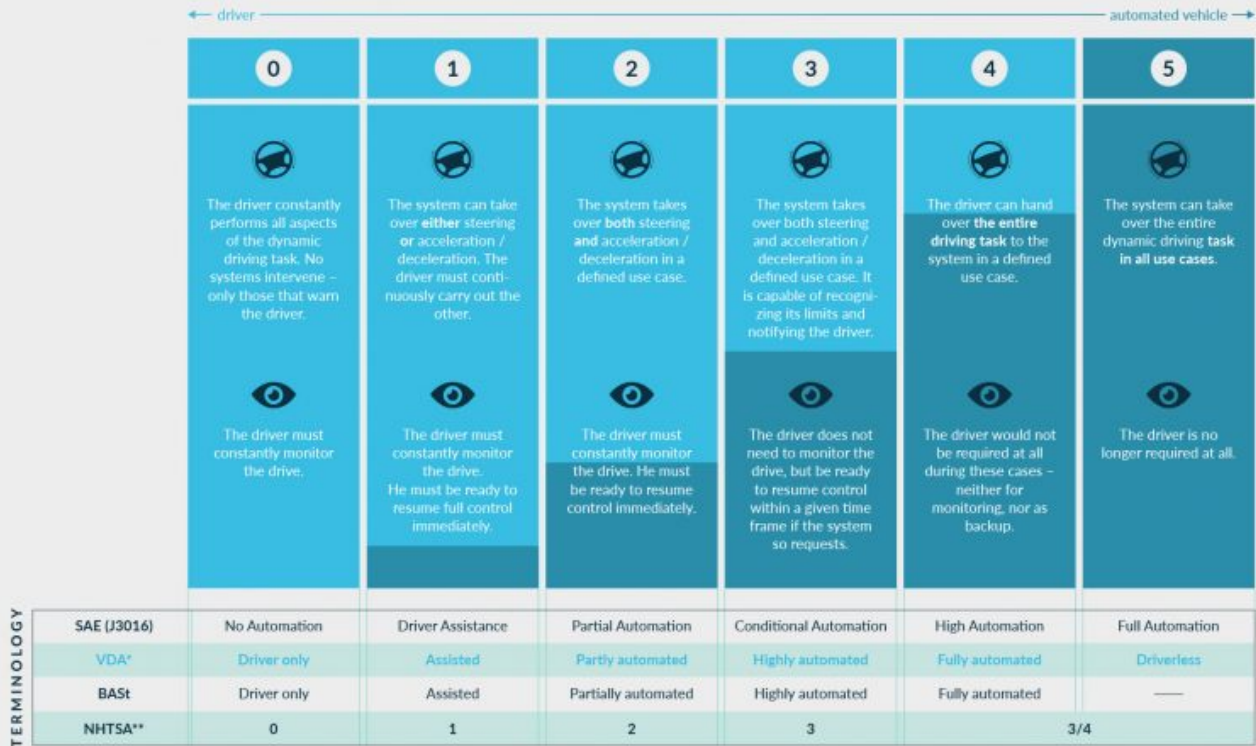 driver
automated vehicle
0
1
2
3
4
5
The driver constantly
performs all aspects
of the dynamic
driving task. No
systems intervene –
only those that warn
the driver.
The system can take
over either steering
or acceleration /
deceleration. The
driver must conti-
nuously carry out the
other.
The system takes
over both steering
and acceleration /
deceleration in a
defined use case.
The system takes
over both steering
and acceleration /
deceleration in a
defined use case. It
is capable of recogni-
zing its limits and
notifying the driver.
The driver can hand
over the entire
driving task to the
system in a defined
use case.
The system can take
over the entire
dynamic driving task
in all use cases.
The driver must
constantly monitor
the drive.
The driver must
constantly monitor
the drive.
He must be ready to
resume full control
immediately.
The driver must
constantly monitor
the drive. He must
be ready to resume
control immediately.
The driver does not
need to monitor the
drive, but be ready
to resume control
within a given time
frame if the system
so requests.
The driver would not
be required at all
during these cases –
neither for
monitoring, nor as
backup.
The driver is no
longer required at all.
TERMINOLOGY
SAE (J3016) No Automation Driver Assistance Partial Automation Conditional Automation High Automation Full Automation
VDA* Driver only Assisted Partly automated Highly automated Fully automated Driverless
BASt Driver only Assisted Partially automated Highly automated Fully automated —
NHTSA** 0 1 2 3 3/4